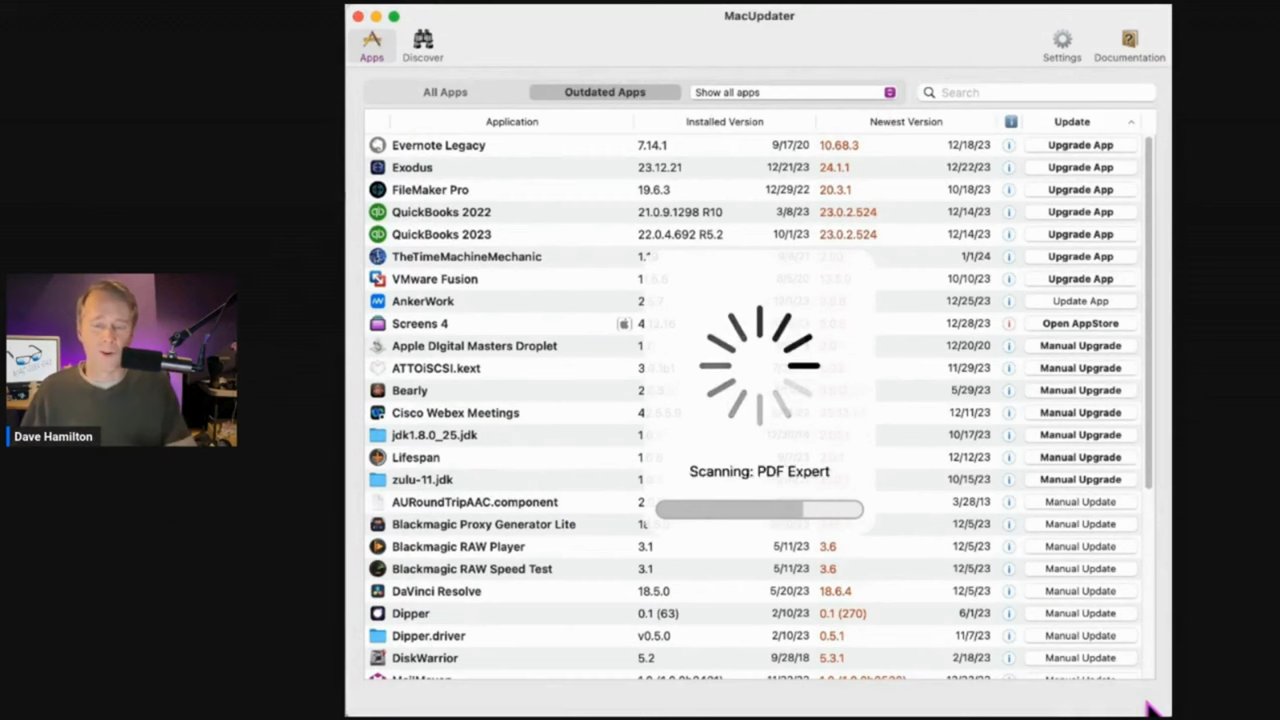 MacUpdater
Apps
Discover
Settings
Documentation
All Apps
Outdated Apps
Show all apps
Search
Application Installed Version Newest Version Update
Evernote Legacy 7.14.1 9/17/20 10.68.3 12/18/23 Upgrade App
Exodus 23.12.21 12/21/23 24.1.1 12/22/23 Upgrade App
FileMaker Pro 19.6.3 12/29/22 20.3.1 10/18/23 Upgrade App
QuickBooks 2022 21.0.9.1298 R10 3/8/23 23.0.2.524 12/14/23 Upgrade App
QuickBooks 2023 22.0.4.692 R5.2 10/1/23 23.0.2.524 12/14/23 Upgrade App
TheTimeMachineMechanic 1/1/24 Upgrade App
VMware Fusion 10/10/23 Upgrade App
AnkerWork 12/25/23 Update App
Screens 4 12/28/23 Open AppStore
Apple Digital Masters Droplet 12/20/20 Manual Upgrade
ATTOiSCSI.kext 11/29/23 Manual Upgrade
Bearly 5/29/23 Manual Upgrade
Cisco Webex Meetings 12/11/23 Manual Upgrade
jdk1.8.0_25.jdk 10/17/23 Manual Upgrade
Lifespan 12/12/23 Manual Upgrade
zulu-11.jdk 10/15/23 Manual Upgrade
AURoundTripAAC.component 3/28/13 Manual Update
Blackmagic Proxy Generator Lite 12/5/23 Manual Update
Blackmagic RAW Player 3.1 5/11/23 3.6 12/5/23 Manual Update
Blackmagic RAW Speed Test 3.1 5/11/23 3.6 12/5/23 Manual Update
DaVinci Resolve 18.5.0 5/20/23 18.6.4 12/5/23 Manual Update
Dipper 0.1 (63) 2/10/23 0.1 (270) 6/1/23 Manual Update
Dipper.driver v0.5.0 2/10/23 0.5.1 11/7/23 Manual Update
DiskWarrior 5.2 9/28/18 5.3.1 2/18/23 Manual Update
Scanning: PDF Expert
Dave Hamilton